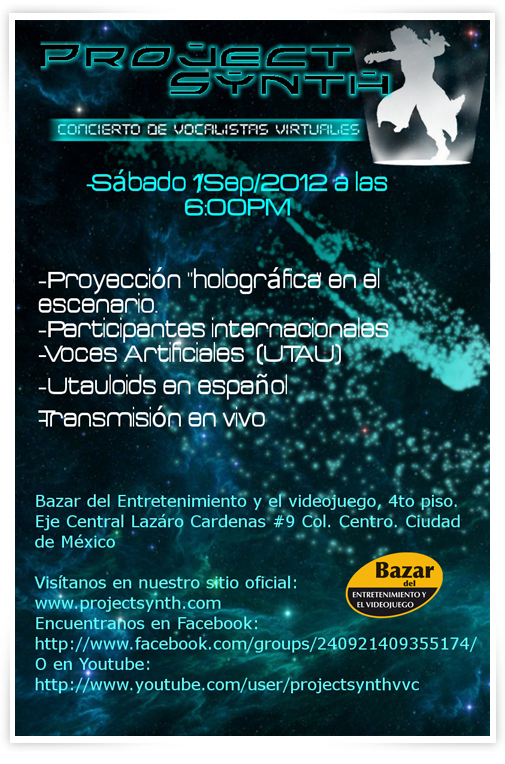 PROJECT
SYNTH
CONCIERTO DE VOCALISTAS VIRTUALES
-Sábado 1/Sep/2012 a las
6:00PM
-Proyección "holográfica" en el
escenario.
-Participantes internacionales
-Voces Artificiales (UTAU)
-Utauloids en español
-Transmisión en vivo
Bazar del Entretenimiento y el videojuego, 4to piso.
Eje Central Lazáro Cardenas #9 Col. Centro. Ciudad
de México
Bazar
del
ENTRETENIMIENTO Y
EL VIDEOJUEGO
Visítanos en nuestro sitio oficial:
www.projectsynth.com
Encuentranos en Facebook:
http://www.facebook.com/groups/240921409355174/
O en Youtube:
http://www.youtube.com/user/projectsynthvvc